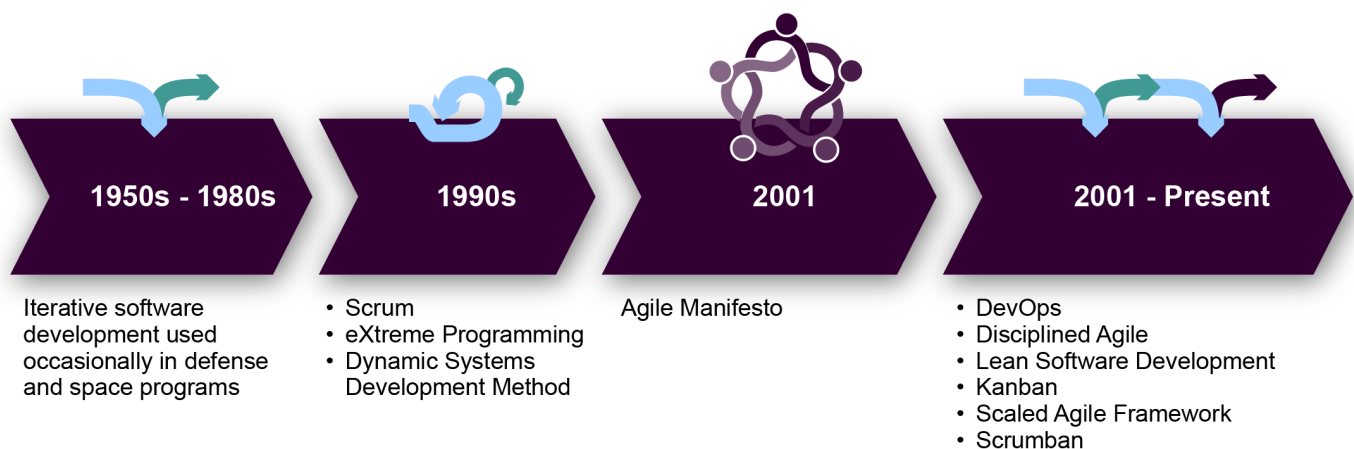 1950s - 1980s
Iterative software
development used
occasionally in defense
and space programs
1990s
• Scrum
• eXtreme Programming
• Dynamic Systems
Development Method
2001
Agile Manifesto
2001 - Present
• DevOps
• Disciplined Agile
• Lean Software Development
• Kanban
• Scaled Agile Framework
• Scrumban